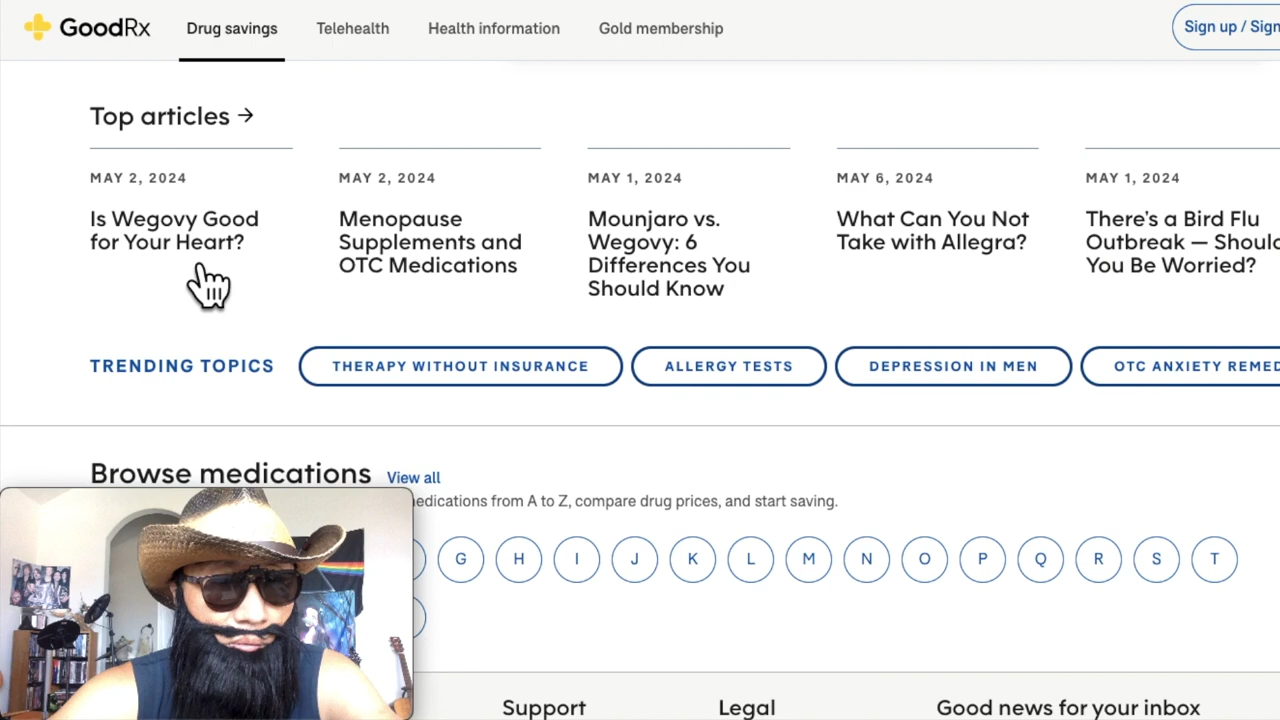 GoodRx
Drug savings
Telehealth
Health information
Gold membership
Sign up / Sign
Top articles →
MAY 2, 2024
Is Wegovy Good
for Your Heart?
MAY 2, 2024
Menopause
Supplements and
OTC Medications
MAY 1, 2024
Mounjaro vs.
Wegovy: 6
Differences You
Should Know
MAY 6, 2024
What Can You Not
Take with Allegra?
MAY 1, 2024
There's a Bird Flu
Outbreak —
You Be Worried?
TRENDING TOPICS
THERAPY WITHOUT INSURANCE
ALLERGY TESTS
DEPRESSION IN MEN
OTC ANXIETY
Browse medications
View all
from A to Z, compare drug prices, and start saving.
G H I J K L M N O P Q R S T
Support
Legal
Good news for your inbox